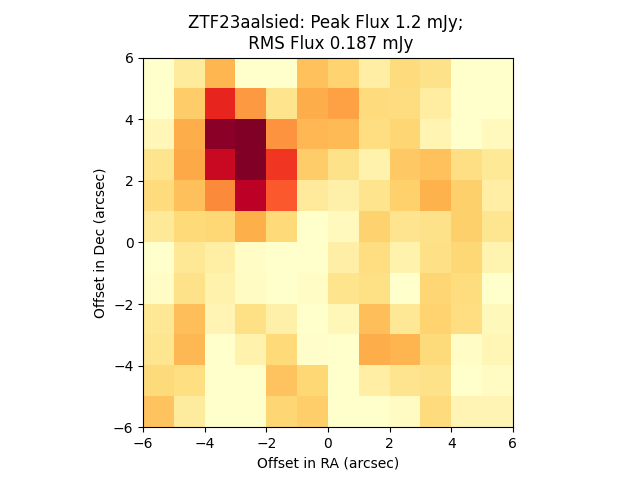 ZTF23aalsied: Peak Flux 1.2 mJy;
RMS Flux 0.187 mJy
6
4
2
0
−2
−4
−6
Offset in Dec (arcsec)
−6 −4 −2 0 2 4 6
Offset in RA (arcsec)